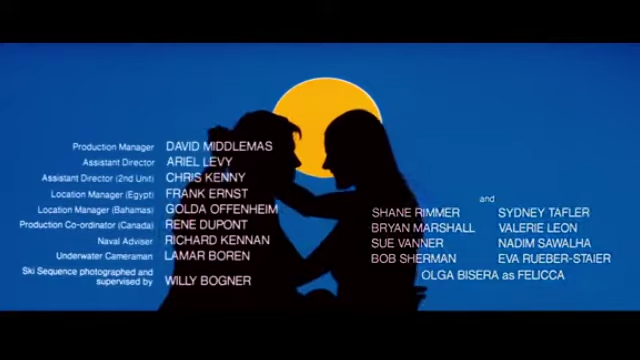 Production Manager DAVID MIDDLEMAS
Assistant Director ARIEL LEVY
Assistant Director (2nd Unit) CHRIS KENNY
Location Manager (Egypt) FRANK ERNST
Location Manager (Bahamas) GOLDA OFFENHEIM
Production Co-ordinator (Canada) RENE DUPONT
Naval Adviser RICHARD KENNAN
Underwater Cameraman LAMAR BOREN
Ski Sequence photographed and
supervised by WILLY BOGNER
and
SHANE RIMMER SYDNEY TAFLER
BRYAN MARSHALL VALERIE LEON
SUE VANNER NADIM SAWALHA
BOB SHERMAN EVA RUEBER-STAIER
OLGA BISERA as FELICCA